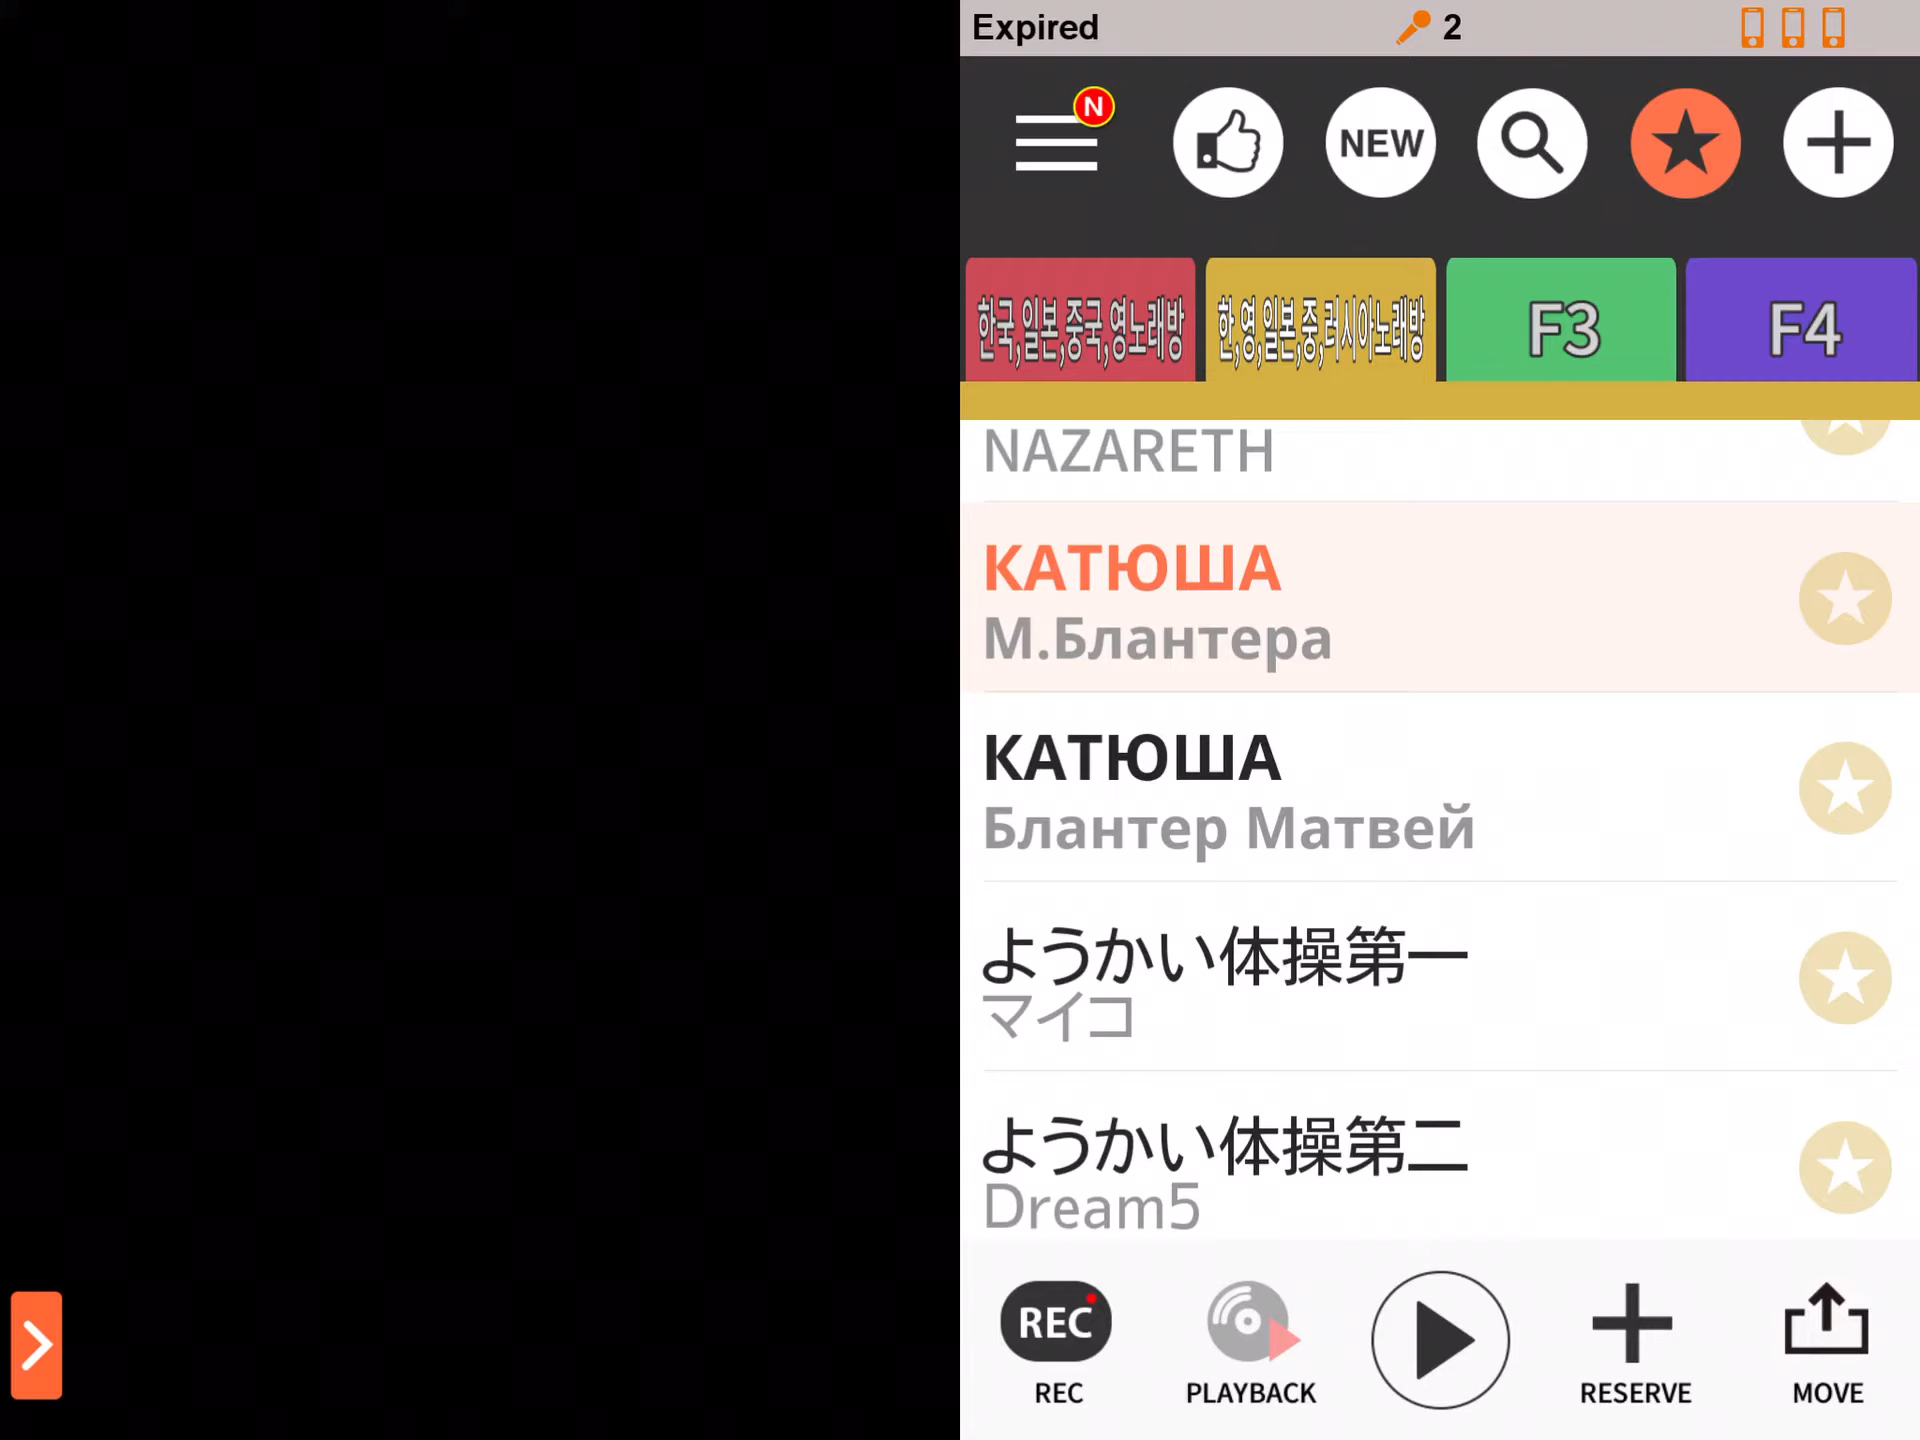 Expired
2
N
NEW
한국,일본,중국,영노래방
한,영,일본,중,러시아노래방
F3
F4
NAZARETH
КАТЮША
М.Блантера
КАТЮША
Блантер Матвей
ようかい体操第一
マイコ
ようかい体操第二
Dream5
REC
REC
PLAYBACK
RESERVE
MOVE